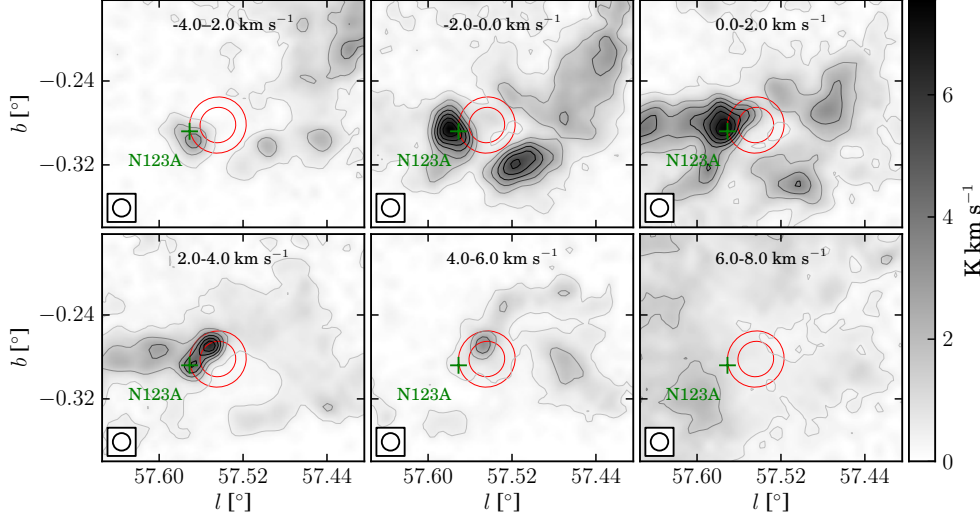 -4.0–2.0 km s⁻¹
-2.0-0.0 km s⁻¹
0.0-2.0 km s⁻¹
b [°]
−0.24
−0.32
N123A
N123A
N123A
6
4
2
0
K km s⁻¹
2.0-4.0 km s⁻¹
4.0-6.0 km s⁻¹
6.0-8.0 km s⁻¹
b [°]
−0.24
−0.32
N123A
N123A
N123A
57.60 57.52 57.44
57.60 57.52 57.44
57.60 57.52 57.44
l [°]
l [°]
l [°]